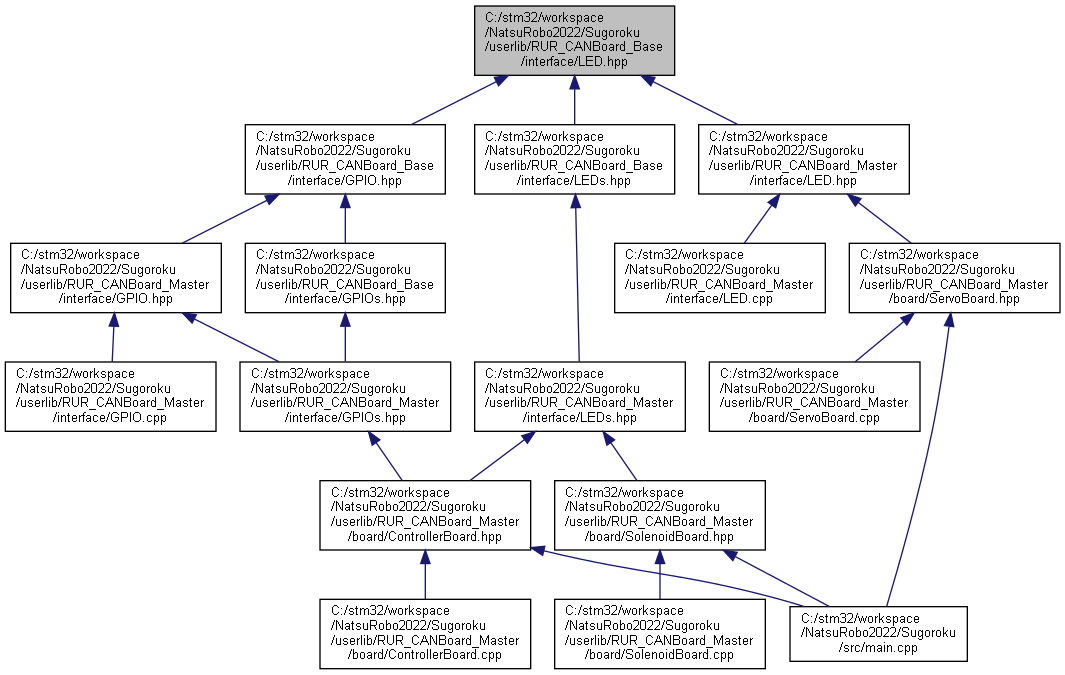 C:/stm32/workspace
/NatsuRobo2022/Sugoroku
/userlib/RUR_CANBoard_Base
/interface/LED.hpp
C:/stm32/workspace
/NatsuRobo2022/Sugoroku
/userlib/RUR_CANBoard_Base
/interface/GPIO.hpp
C:/stm32/workspace
/NatsuRobo2022/Sugoroku
/userlib/RUR_CANBoard_Base
/interface/LEDs.hpp
C:/stm32/workspace
/NatsuRobo2022/Sugoroku
/userlib/RUR_CANBoard_Master
/interface/LED.hpp
C:/stm32/workspace
/NatsuRobo2022/Sugoroku
/userlib/RUR_CANBoard_Master
/interface/GPIO.hpp
C:/stm32/workspace
/NatsuRobo2022/Sugoroku
/userlib/RUR_CANBoard_Base
/interface/GPIOs.hpp
C:/stm32/workspace
/NatsuRobo2022/Sugoroku
/userlib/RUR_CANBoard_Master
/interface/LED.cpp
C:/stm32/workspace
/NatsuRobo2022/Sugoroku
/userlib/RUR_CANBoard_Master
/board/ServoBoard.hpp
C:/stm32/workspace
/NatsuRobo2022/Sugoroku
/userlib/RUR_CANBoard_Master
/interface/GPIO.cpp
C:/stm32/workspace
/NatsuRobo2022/Sugoroku
/userlib/RUR_CANBoard_Master
/interface/GPIOs.hpp
C:/stm32/workspace
/NatsuRobo2022/Sugoroku
/userlib/RUR_CANBoard_Master
/interface/LEDs.hpp
C:/stm32/workspace
/NatsuRobo2022/Sugoroku
/userlib/RUR_CANBoard_Master
/board/ServoBoard.cpp
C:/stm32/workspace
/NatsuRobo2022/Sugoroku
/userlib/RUR_CANBoard_Master
/board/ControllerBoard.hpp
C:/stm32/workspace
/NatsuRobo2022/Sugoroku
/userlib/RUR_CANBoard_Master
/board/SolenoidBoard.hpp
C:/stm32/workspace
/NatsuRobo2022/Sugoroku
/userlib/RUR_CANBoard_Master
/board/ControllerBoard.cpp
C:/stm32/workspace
/NatsuRobo2022/Sugoroku
/userlib/RUR_CANBoard_Master
/board/SolenoidBoard.cpp
C:/stm32/workspace
/NatsuRobo2022/Sugoroku
/src/main.cpp